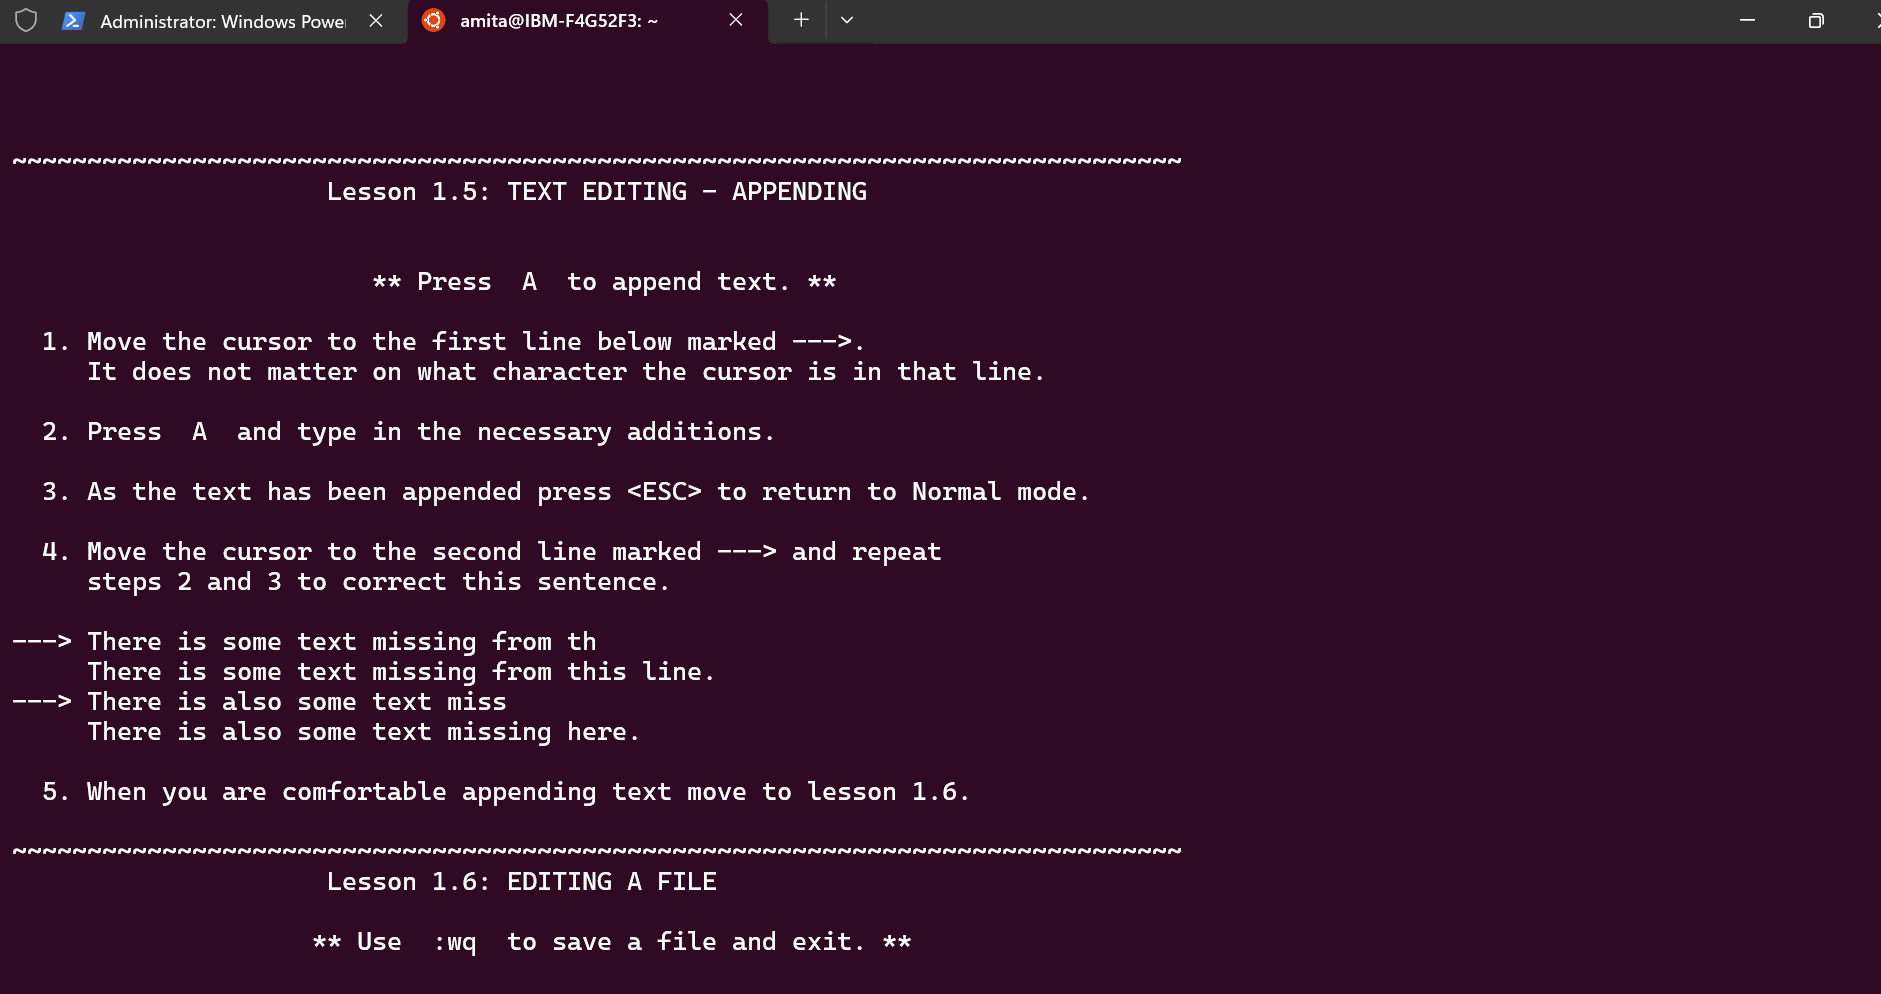 Administrator: Windows Powe
amita@IBM-F4G52F3: ~
~~~~~~~~~~~~~~~~~~~~~~~~~~~~~~~~~~~~~~~~~~~~~~~~~~~~~~~~~~~~~~~~~~~~~~~~~~~~~~
Lesson 1.5: TEXT EDITING - APPENDING
** Press  A  to append text. **
1. Move the cursor to the first line below marked --->.
It does not matter on what character the cursor is in that line.
2. Press  A  and type in the necessary additions.
3. As the text has been appended press <ESC> to return to Normal mode.
4. Move the cursor to the second line marked ---> and repeat
steps 2 and 3 to correct this sentence.
---> There is some text missing from th
There is some text missing from this line.
---> There is also some text miss
There is also some text missing here.
5. When you are comfortable appending text move to lesson 1.6.
~~~~~~~~~~~~~~~~~~~~~~~~~~~~~~~~~~~~~~~~~~~~~~~~~~~~~~~~~~~~~~~~~~~~~~~~~~~~~~
Lesson 1.6: EDITING A FILE
** Use  :wq  to save a file and exit. **